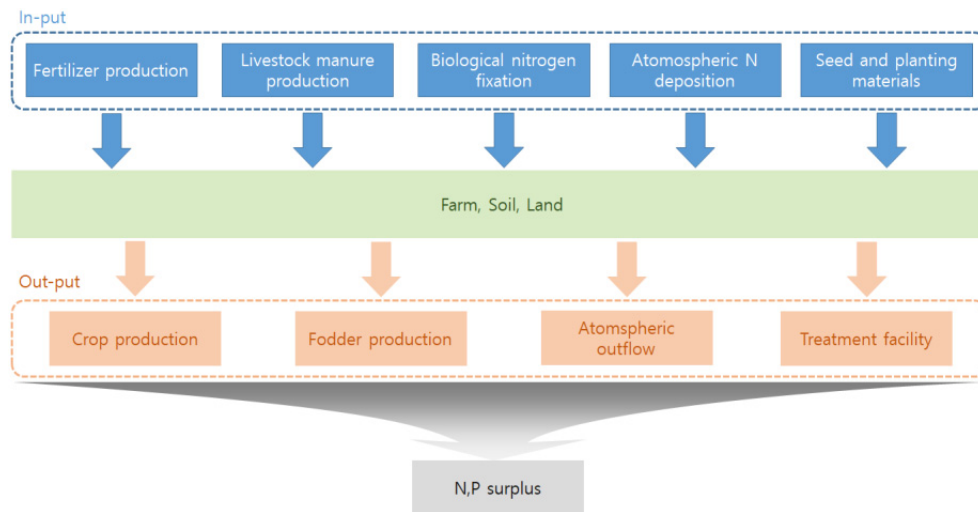 In-put
Fertilizer production
Livestock manure
production
Biological nitrogen
fixation
Atomospheric N
deposition
Seed and planting
materials
Farm, Soil, Land
Out-put
Crop production
Fodder production
Atomspheric
outflow
Treatment facility
N,P surplus